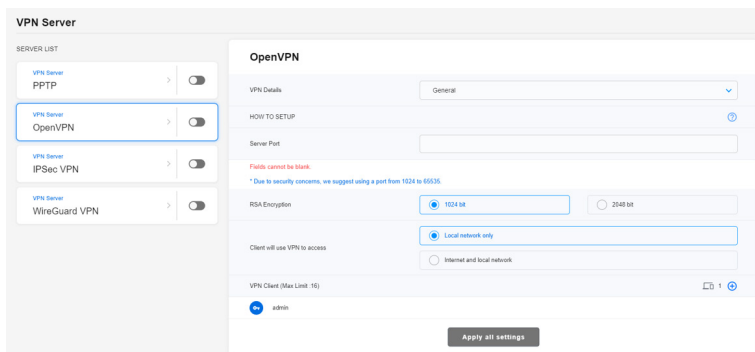 VPN Server
SERVER LIST
VPN Server
PPTP
VPN Server
OpenVPN
VPN Server
IPSec VPN
VPN Server
WireGuard VPN
OpenVPN
VPN Details
General
HOW TO SETUP
?
Server Port
Fields cannot be blank.
* Due to security concerns, we suggest using a port from 1024 to 65535.
RSA Encryption
1024 bit
2048 bit
Client will use VPN to access
Local network only
Internet and local network
VPN Client (Max Limit :16)
1
admin
Apply all settings